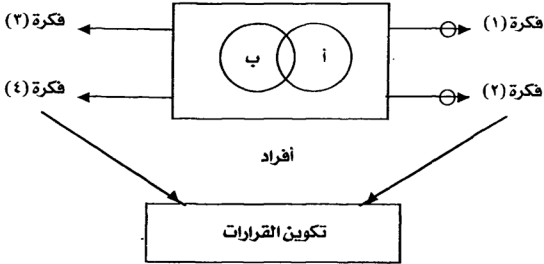 فكرة (١)
فكرة (٣)
أ
ب
فكرة (٢)
فكرة (٤)
أفراد
تكوين القرارات